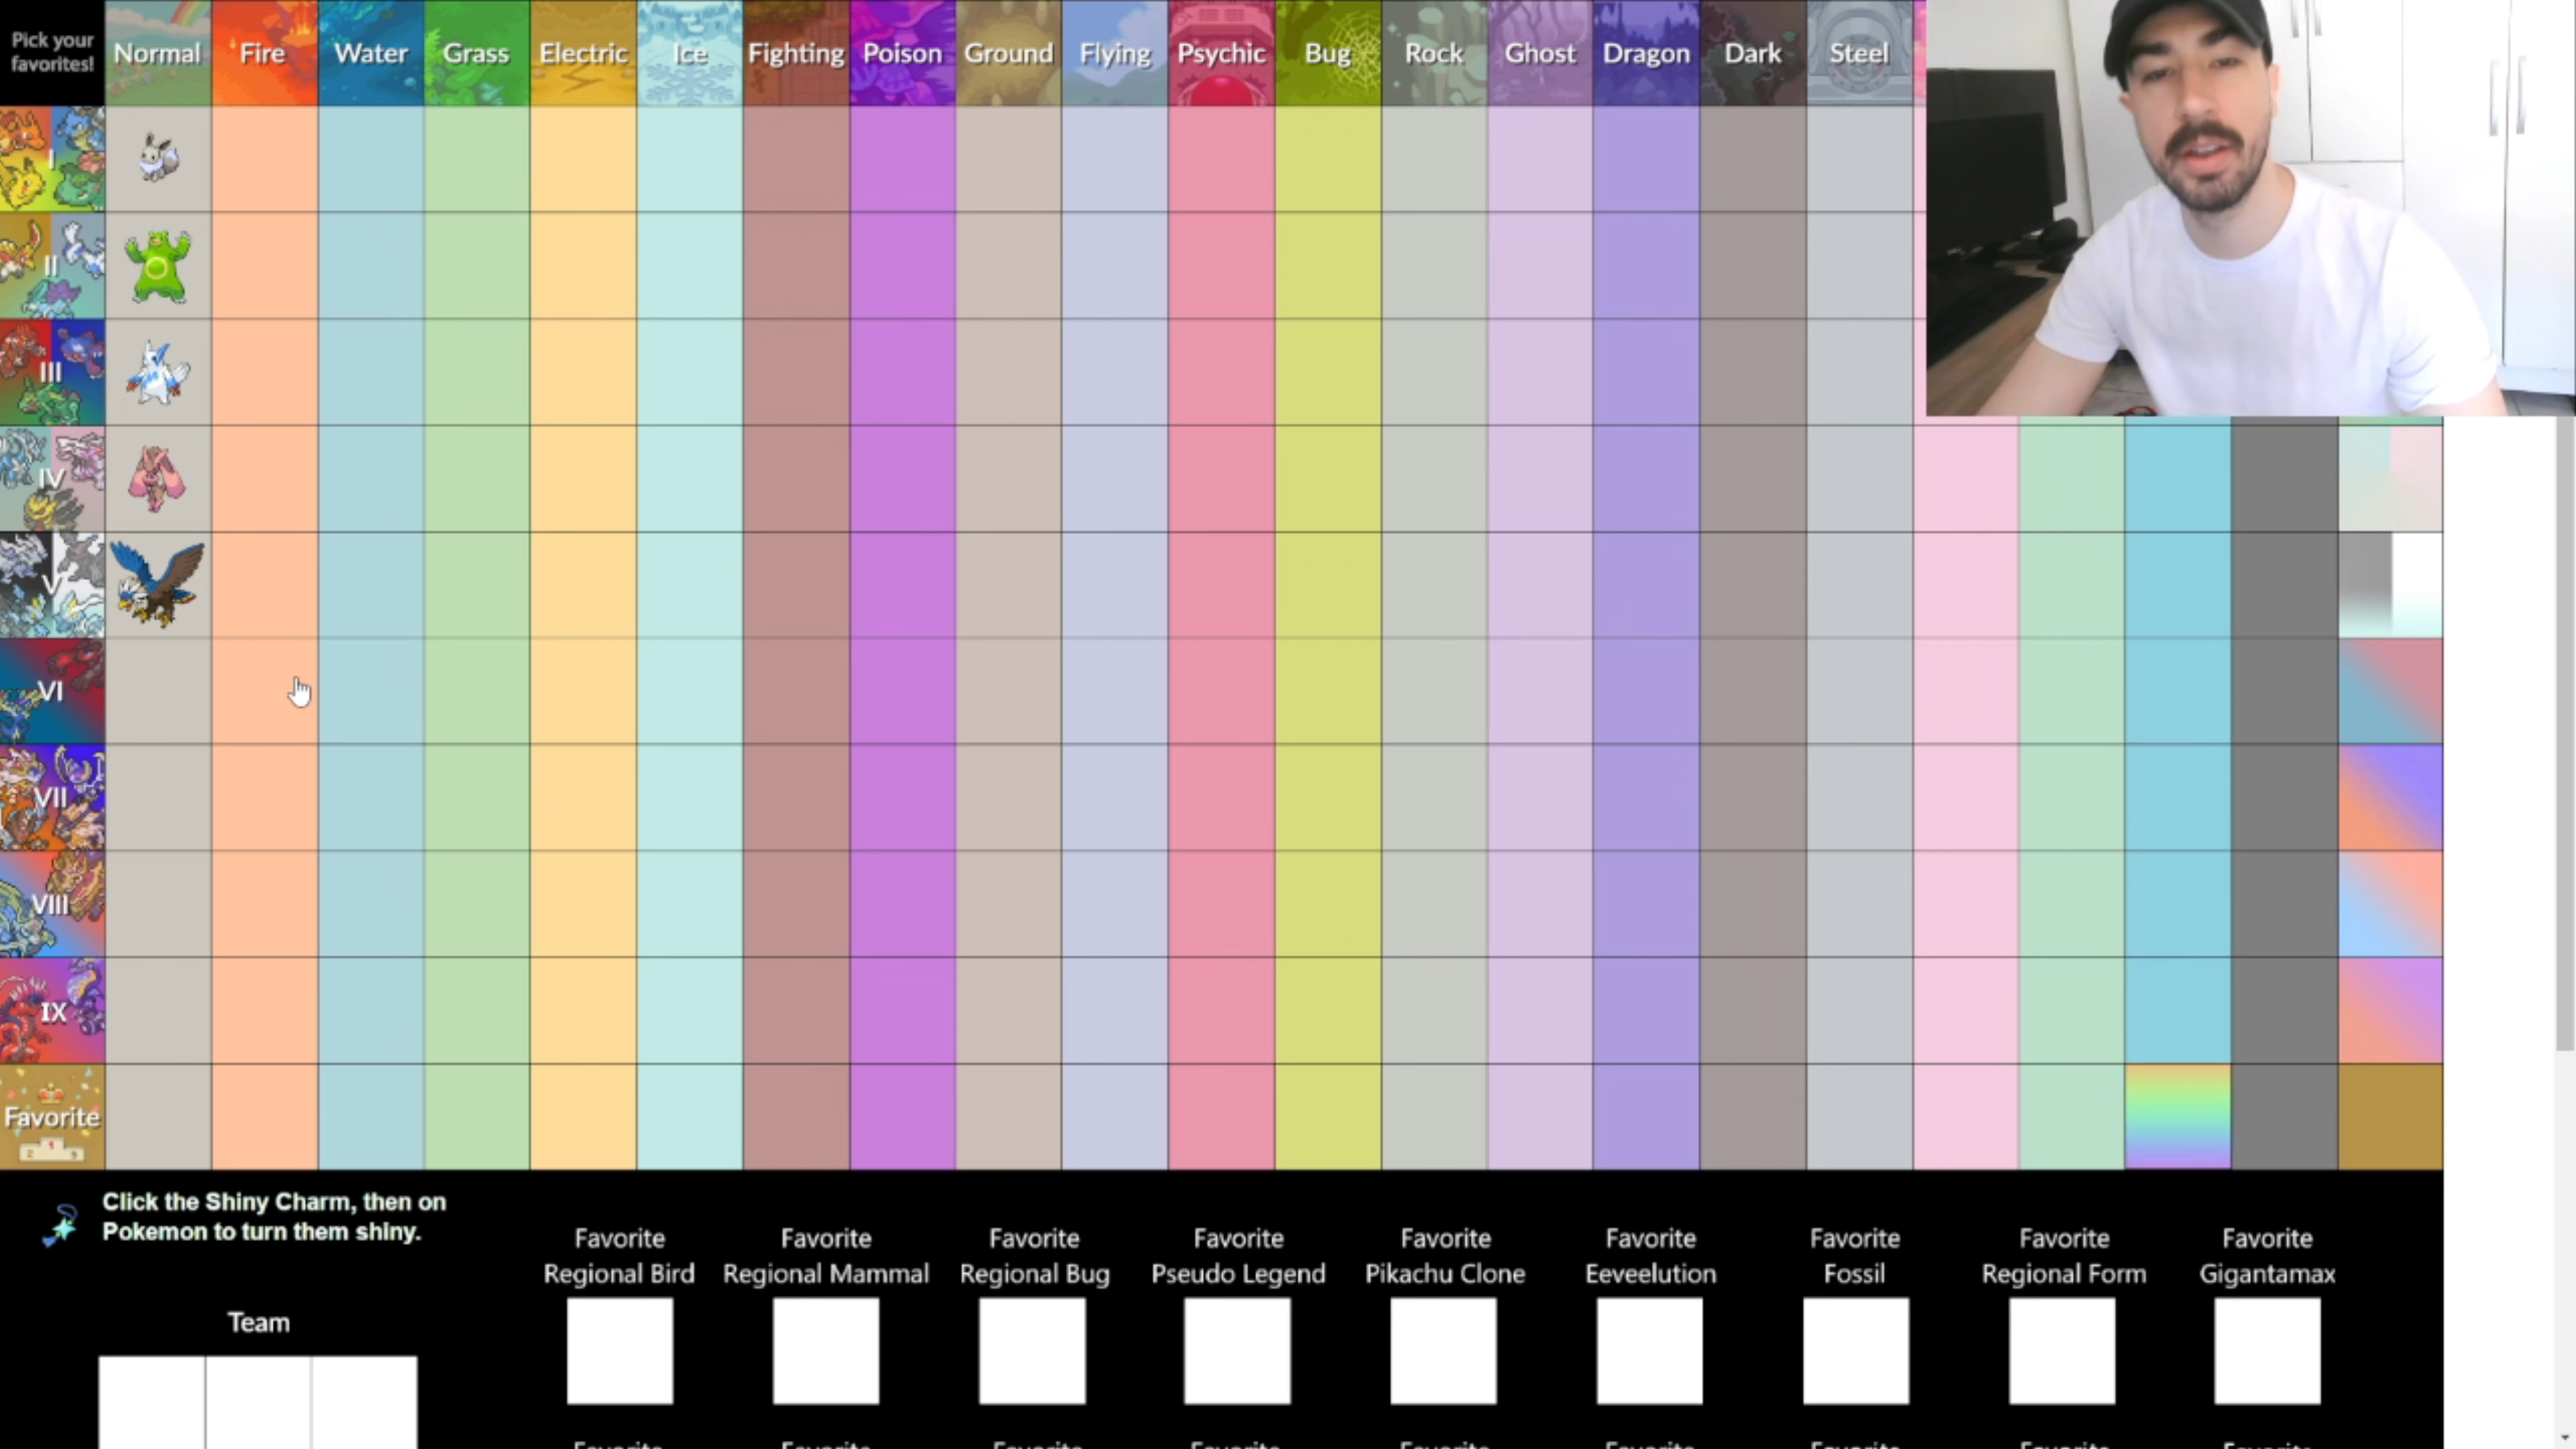 Pick your
favorites!
Normal
Fire
Water
Grass
Electric
Ice
Fighting
Poison
Ground
Flying
Psychic
Bug
Rock
Ghost
Dragon
Dark
Steel
I
II
III
IV
V
VI
VII
VIII
IX
Favorite
Click the Shiny Charm, then on
Pokemon to turn them shiny.
Team
Favorite
Regional Bird
Favorite
Regional Mammal
Favorite
Regional Bug
Favorite
Pseudo Legend
Favorite
Pikachu Clone
Favorite
Eeveelution
Favorite
Fossil
Favorite
Regional Form
Favorite
Gigantamax